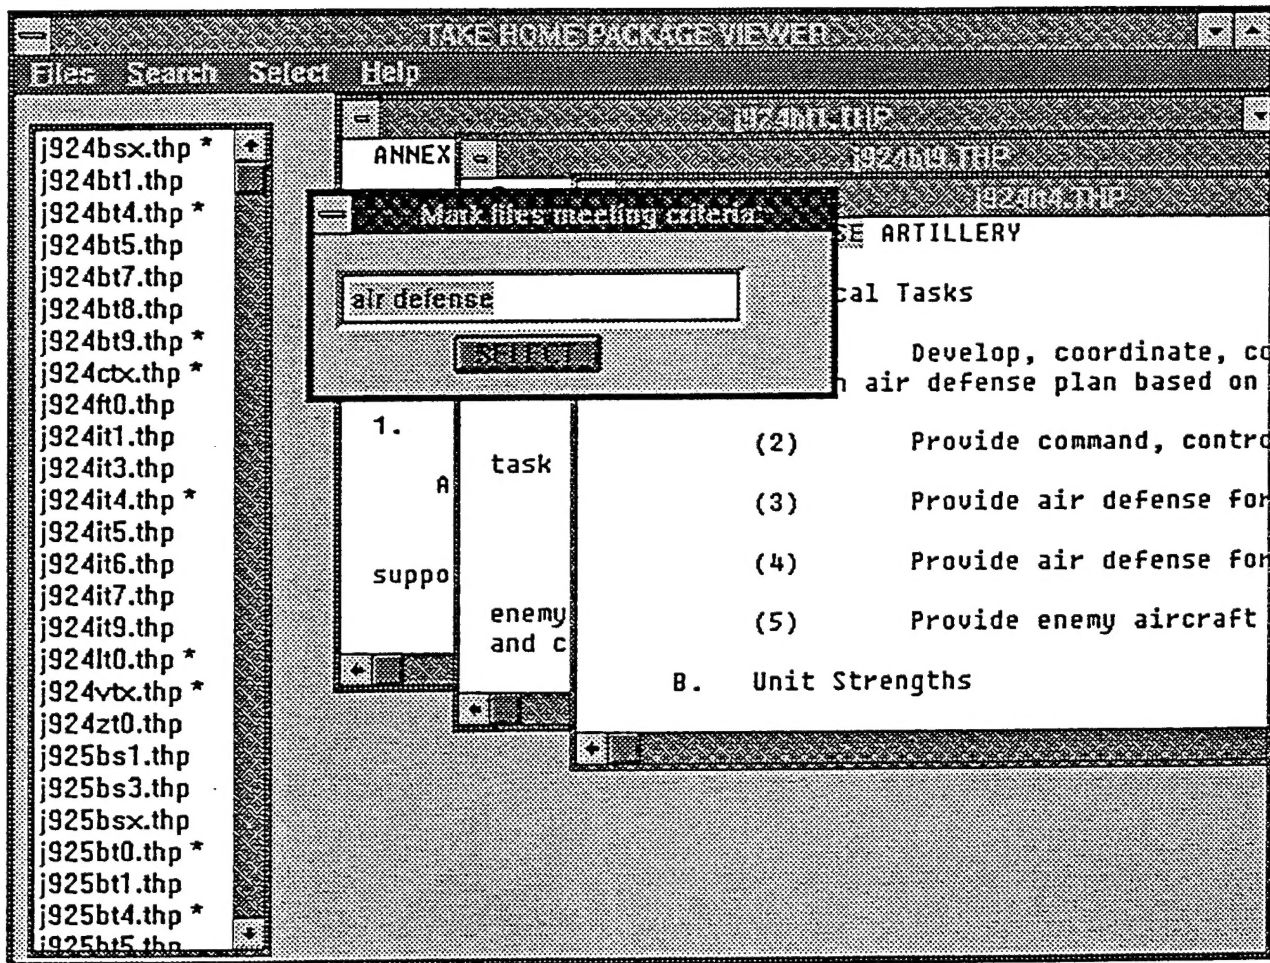 TAKE HOME PACKAGE VIEWER
Files Search Select Help
j924bsx.thp *
j924bt1.thp
j924bt4.thp *
j924bt5.thp
j924bt7.thp
j924bt8.thp
j924bt9.thp *
j924ctx.thp *
j924ft0.thp
j924it1.thp
j924it3.thp
j924it4.thp *
j924it5.thp
j924it6.thp
j924it7.thp
j924it9.thp
j924lt0.thp *
j924vtx.thp *
j924zt0.thp
j925bs1.thp
j925bs3.thp
j925bsx.thp
j925bt0.thp *
j925bt1.thp
j925bt4.thp *
j925bt5.thp
ANNEX
1.
A
suppo
task
enemy
and c
Mark files meeting criteria:
air defense
SELECT
SE ARTILLERY
cal Tasks
Develop, coordinate, co
n air defense plan based on
(2) Provide command, contro
(3) Provide air defense for
(4) Provide air defense for
(5) Provide enemy aircraft
B. Unit Strengths